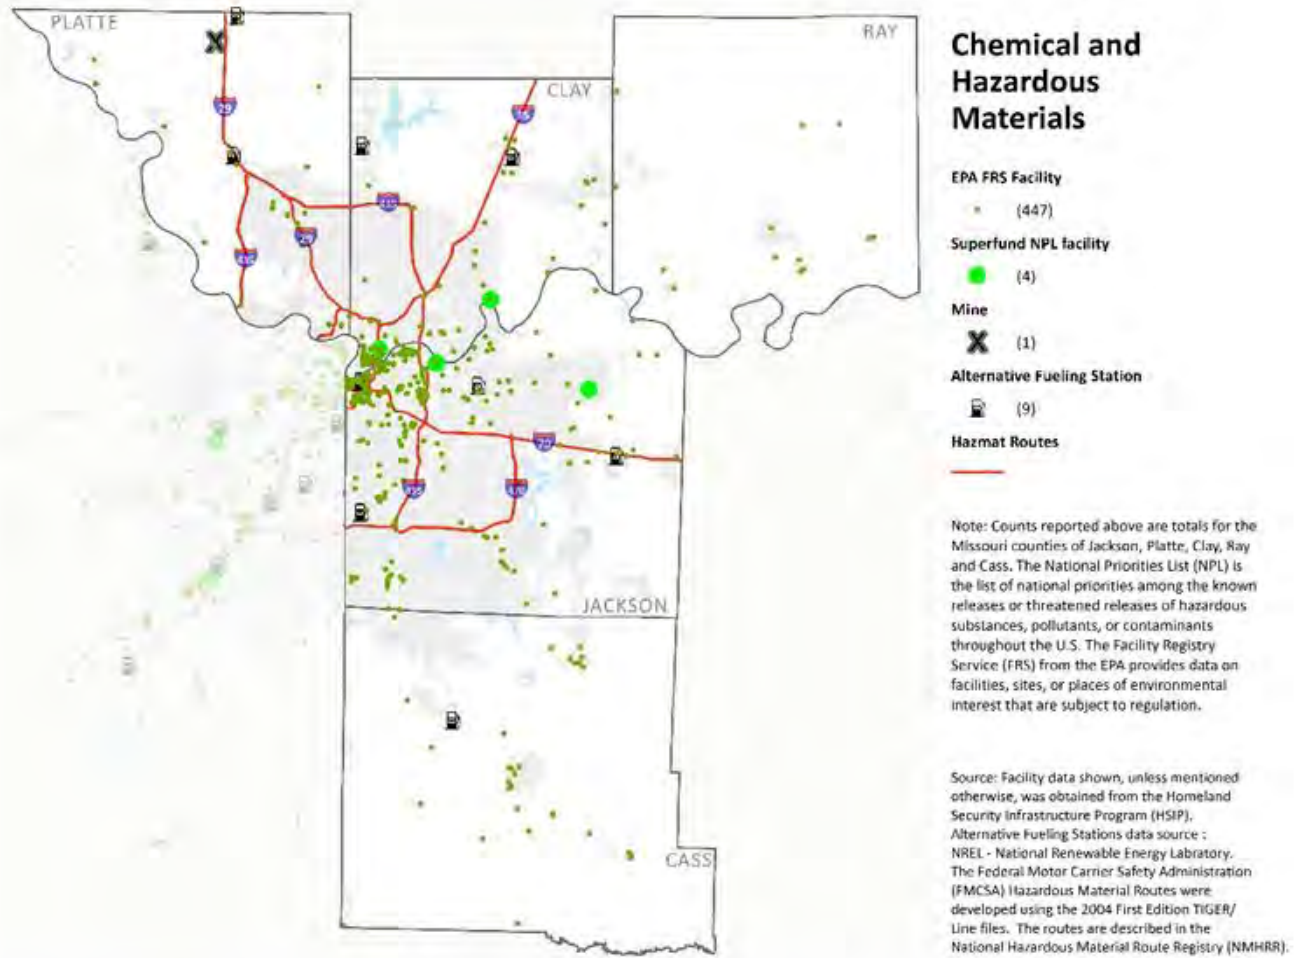 PLATTE
RAY
CLAY
29
35
435
29
435
70
435
470
JACKSON
CASS
Chemical and
Hazardous
Materials
EPA FRS Facility
(447)
Superfund NPL facility
(4)
Mine
(1)
Alternative Fueling Station
(9)
Hazmat Routes
Note: Counts reported above are totals for the
Missouri counties of Jackson, Platte, Clay, Ray
and Cass. The National Priorities List (NPL) is
the list of national priorities among the known
releases or threatened releases of hazardous
substances, pollutants, or contaminants
throughout the U.S. The Facility Registry
Service (FRS) from the EPA provides data on
facilities, sites, or places of environmental
interest that are subject to regulation.
Source: Facility data shown, unless mentioned
otherwise, was obtained from the Homeland
Security Infrastructure Program (HSIP).
Alternative Fueling Stations data source :
NREL - National Renewable Energy Labratory.
The Federal Motor Carrier Safety Administration
(FMCSA) Hazardous Material Routes were
developed using the 2004 First Edition TIGER/
Line files. The routes are described in the
National Hazardous Material Route Registry (NMHRR).